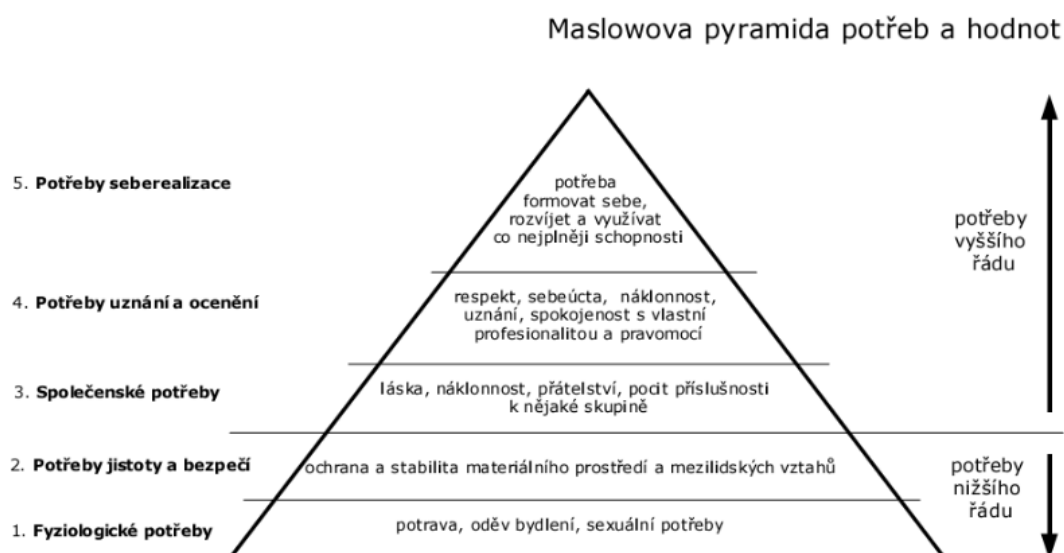 Maslowova pyramida potřeb a hodnot
5. Potřeby seberealizace
potřeba
formovat sebe,
rozvíjet a využívat
co nejplněji schopnosti
potřeby
vyššího
řádu
4. Potřeby uznání a ocenění
respekt, sebeúcta, náklonnost,
uznání, spokojenost s vlastní
profesionalitou a pravomocí
3. Společenské potřeby
láska, náklonnost, přátelství, pocit příslušnosti
k nějaké skupině
2. Potřeby jistoty a bezpečí
ochrana a stabilita materiálního prostředí a mezilidských vztahů
potřeby
nižšího
řádu
1. Fyziologické potřeby
potrava, oděv bydlení, sexuální potřeby